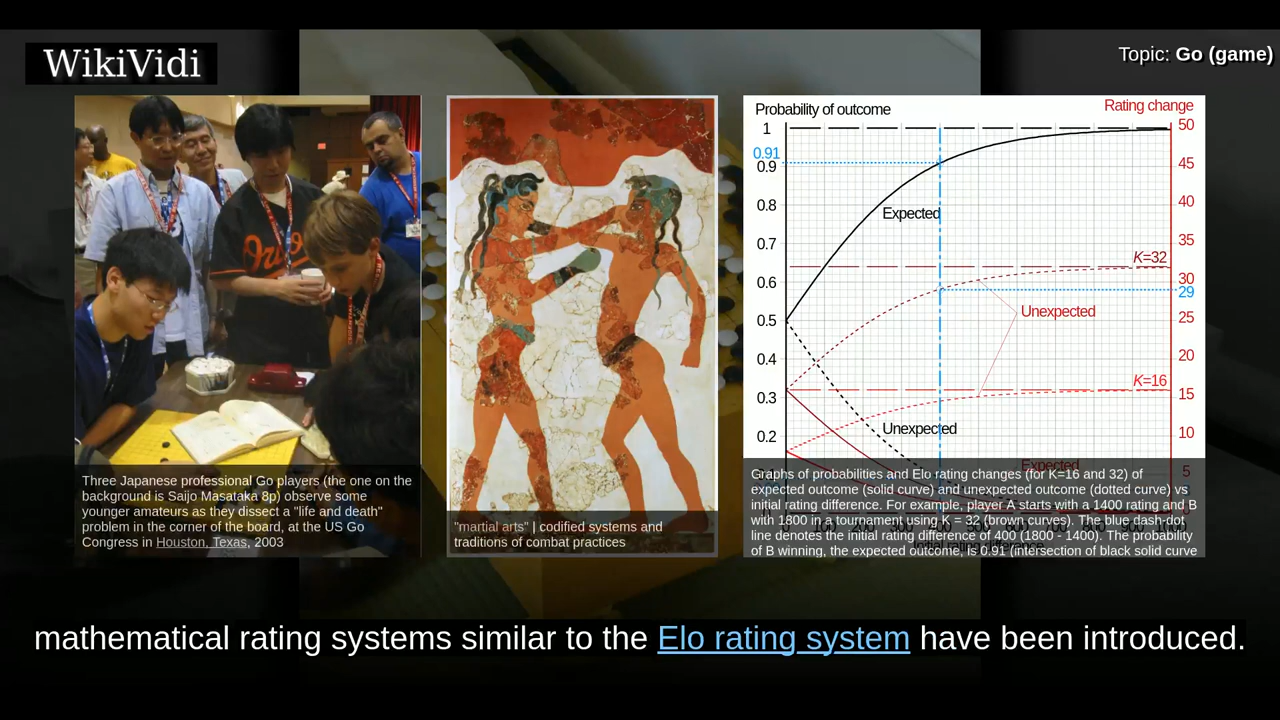 WikiVidi
Topic: Go (game)
Three Japanese professional Go players (the one on the
background is Saijo Masataka 8p) observe some
younger amateurs as they dissect a "life and death"
problem in the corner of the board, at the US Go
Congress in Houston, Texas, 2003
"martial arts" | codified systems and
traditions of combat practices
Probability of outcome
Rating change
1
0.91
0.9
0.8
0.7
0.6
0.5
0.4
0.3
0.2
50
45
40
35
30
29
25
20
15
10
5
Expected
K=32
Unexpected
K=16
Unexpected
Expected
Graphs of probabilities and Elo rating changes (for K=16 and 32) of
expected outcome (solid curve) and unexpected outcome (dotted curve) vs
initial rating difference. For example, player A starts with a 1400 rating and B
with 1800 in a tournament using K = 32 (brown curves). The blue dash-dot
line denotes the initial rating difference of 400 (1800 - 1400). The probability
of B winning, the expected outcome, is 0.91 (intersection of black solid curve
Initial rating difference
mathematical rating systems similar to the Elo rating system have been introduced.